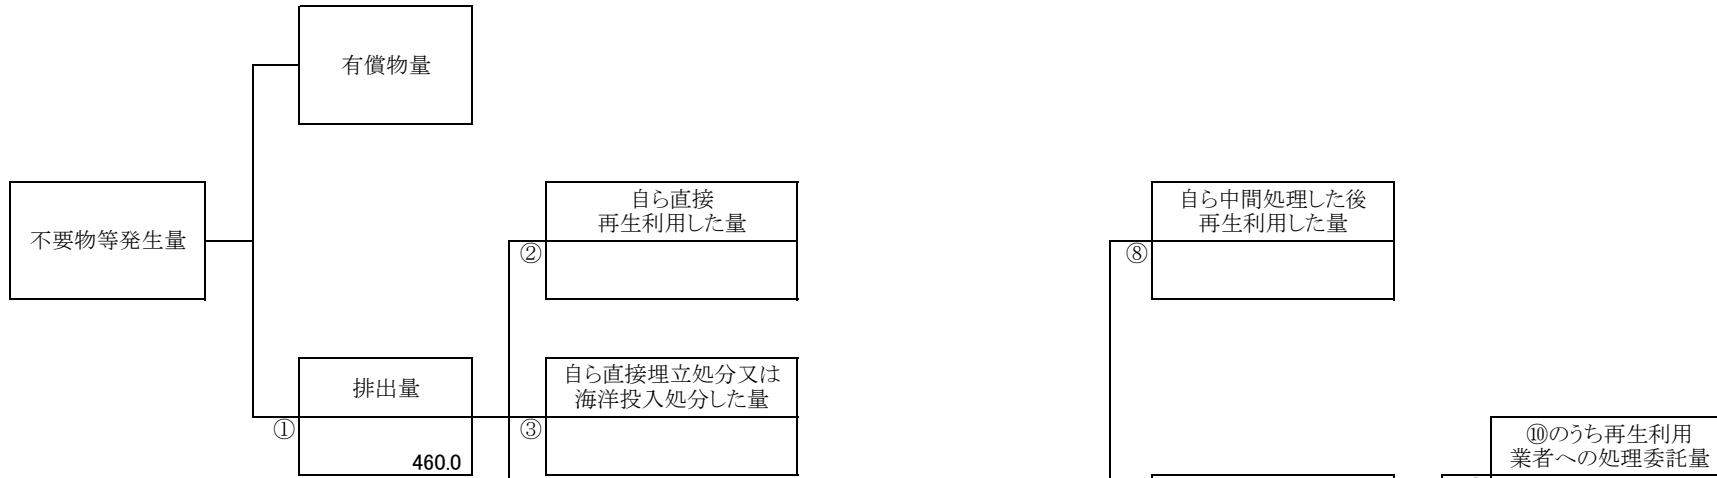 有償物量
不要物等発生量
自ら直接
再生利用した量
②
自ら中間処理した後
再生利用した量
⑧
排出量
①
460.0
自ら直接埋立処分又は
海洋投入処分した量
③
⑩のうち再生利用
業者への処理委託量